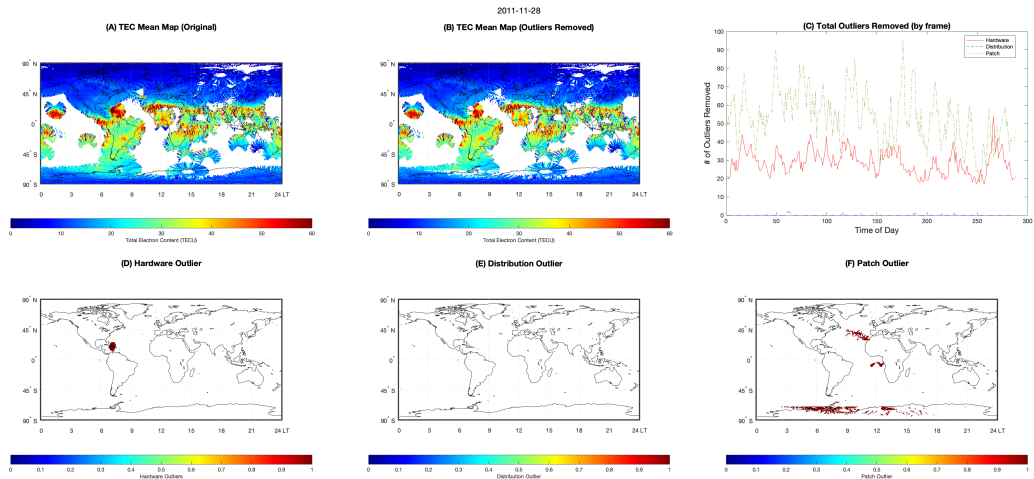 2011-11-28
(A) TEC Mean Map (Original)
90° N
45°
0°
45°
90° S
0 3 6 9 12 15 18 21 24 LT
0 10 20 30 40 50 60
Total Electron Content (TECU)
(B) TEC Mean Map (Outliers Removed)
90° N
45°
0°
45°
90° S
0 3 6 9 12 15 18 21 24 LT
0 10 20 30 40 50 60
Total Electron Content (TECU)
(C) Total Outliers Removed (by frame)
# of Outliers Removed
100
90
80
70
60
50
40
30
20
10
0
50 100 150 200 250 300
Time of Day
Hardware
Distribution
Patch
(D) Hardware Outlier
90° N
45°
0°
45°
90° S
0 3 6 9 12 15 18 21 24 LT
0 0.1 0.2 0.3 0.4 0.5 0.6 0.7 0.8 0.9 1
Hardware Outliers
(E) Distribution Outlier
90° N
45°
0°
45°
90° S
0 3 6 9 12 15 18 21 24 LT
0 0.1 0.2 0.3 0.4 0.5 0.6 0.7 0.8 0.9 1
Distribution Outlier
(F) Patch Outlier
90° N
45°
0°
45°
90° S
0 3 6 9 12 15 18 21 24 LT
0 0.1 0.2 0.3 0.4 0.5 0.6 0.7 0.8 0.9 1
Patch Outlier